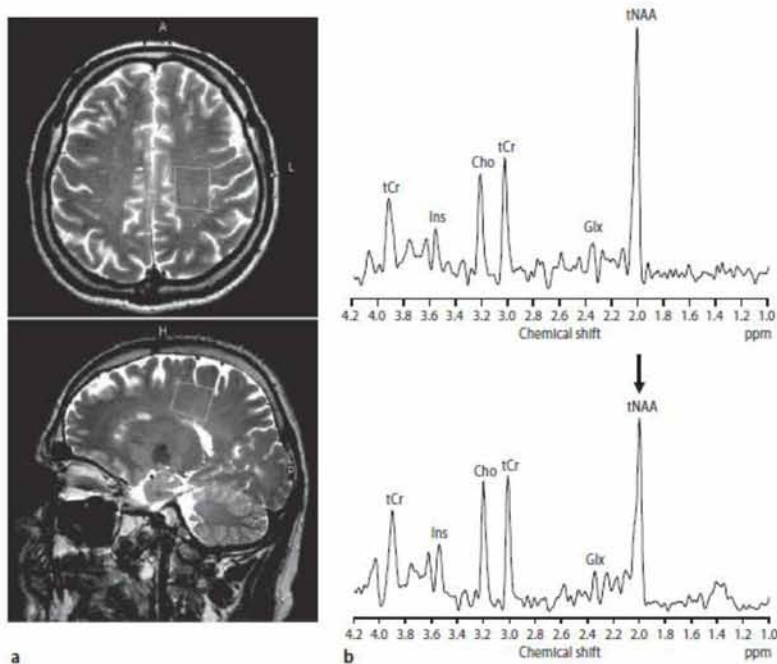 A
L
H
P
a
tNAA
tCr
Cho
tCr
Ins
Glx
4.2 4.0 3.8 3.6 3.4 3.2 3.0 2.8 2.6 2.4 2.2 2.0 1.8 1.6 1.4 1.2 1.0
Chemical shift ppm
tNAA
Cho
tCr
tCr
Ins
Glx
4.2 4.0 3.8 3.6 3.4 3.2 3.0 2.8 2.6 2.4 2.2 2.0 1.8 1.6 1.4 1.2 1.0
Chemical shift ppm
b